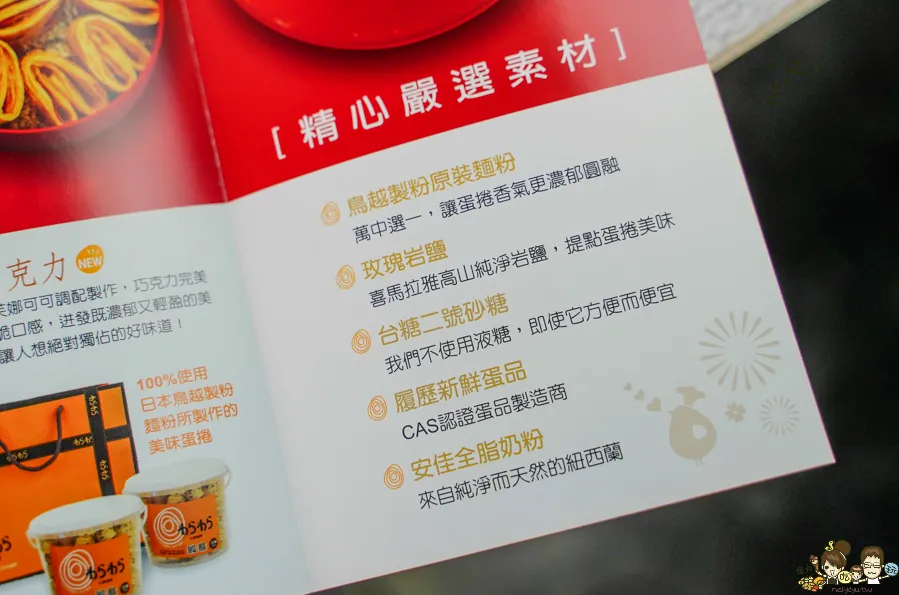 [ 精心嚴選素材 ]
鳥越製粉原裝麵粉
萬中選一，讓蛋捲香氣更濃郁圓融
玫瑰岩鹽
喜馬拉雅高山純淨岩鹽，提點蛋捲美味
台糖二號砂糖
我們不使用液糖，即使它方便而便宜
履歷新鮮蛋品
CAS認證蛋品製造商
安佳全脂奶粉
來自純淨而天然的紐西蘭
克力 NEW
娜可可調配製作，巧克力完美
脆口感，迸發既濃郁又輕盈的美
讓人想絕對獨佔的好味道！
100%使用
日本鳥越製粉
麵粉所製作的
美味蛋捲
わらわら
わらわら
わらわら